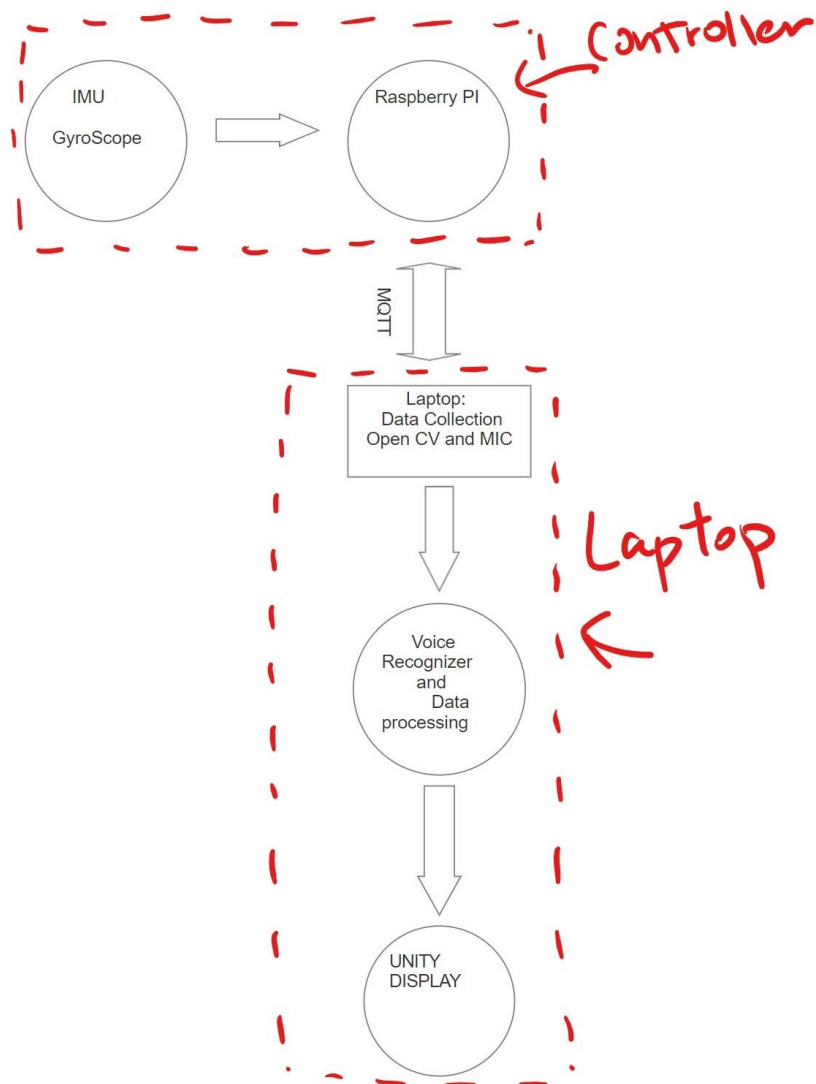 Controller
IMU
GyroScope
Raspberry PI
MQTT
Laptop:
Data Collection
Open CV and MIC
Laptop
Voice
Recognizer
and
Data
processing
UNITY
DISPLAY